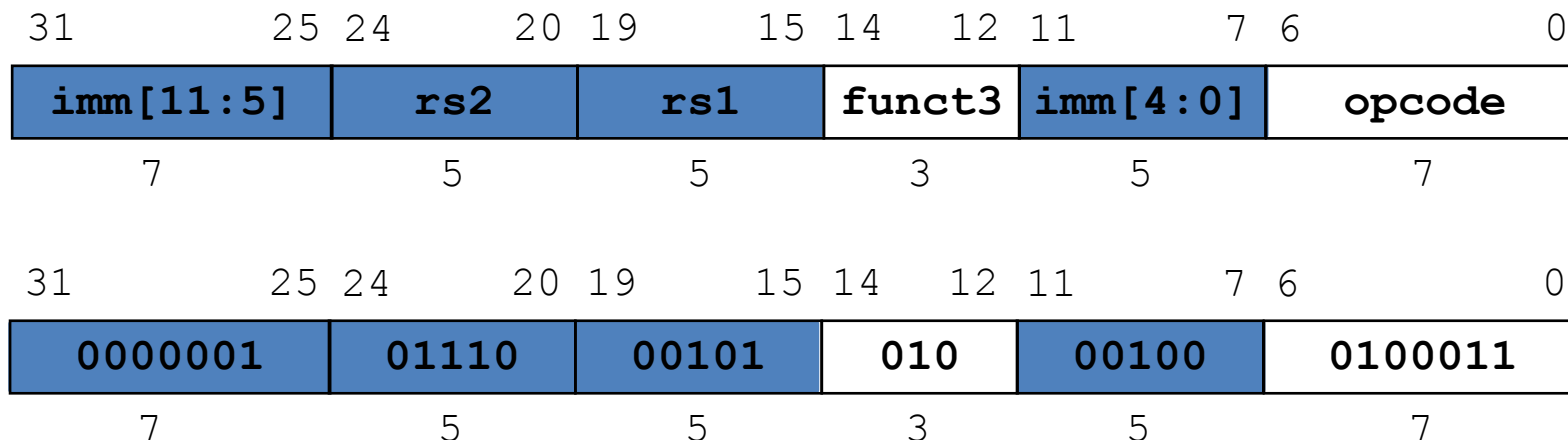 31 25 24 20 19 15 14 12 11 7 6 0
imm[11:5] rs2 rs1 funct3 imm[4:0] opcode
7 5 5 3 5 7
31 25 24 20 19 15 14 12 11 7 6 0
0000001 01110 00101 010 00100 0100011
7 5 5 3 5 7